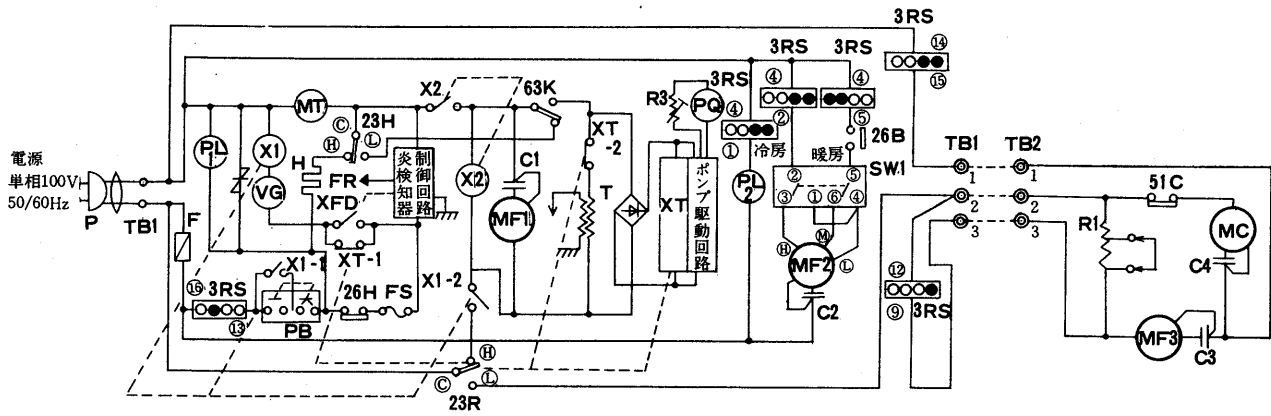 電源
単相100V
50/60Hz
P
TB1
F
PL
X1
VG
MT
H
XFD
XT-1
X1-1
⑯ 3RS
⑬
PB
26H FS
Ⓒ 23H
Ⓗ Ⓛ
FR
炎検知器
制御回路
X2
X2
X1-2
63K
C1
MF1
XT-2
T
R3
PQ
XT
ポンプ駆動回路
Ⓗ
Ⓒ Ⓛ
23R
3RS
④
① 冷房
PL2
3RS
④
②
3RS
④
⑤
26B
暖房
SW1
② ⑤
③ ① ⑥ ④
Ⓗ Ⓜ Ⓛ
MF2
C2
3RS
⑭
⑮
⑫
⑨ 3RS
TB1 TB2
1 1
2 2
3 3
51C
R1
MC
C4
MF3
C3